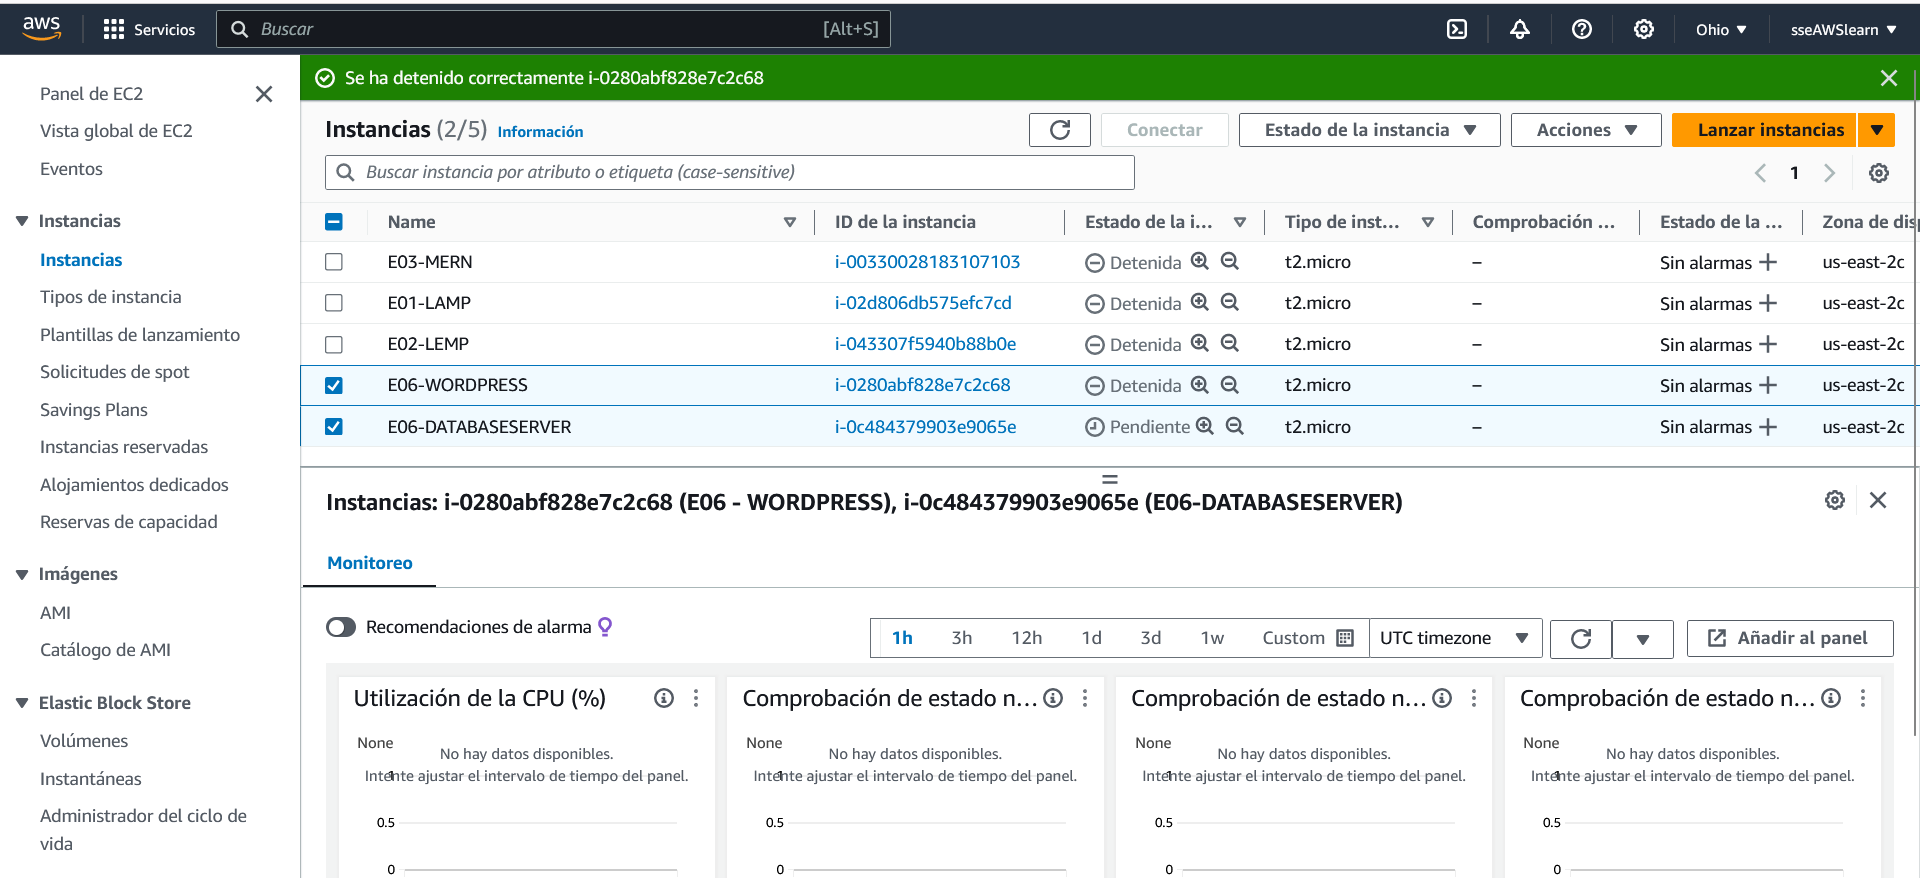 aws
Servicios
Buscar
[Alt+S]
Ohio
sseAWSlearn
Panel de EC2
Vista global de EC2
Eventos
Instancias
Instancias
Tipos de instancia
Plantillas de lanzamiento
Solicitudes de spot
Savings Plans
Instancias reservadas
Alojamientos dedicados
Reservas de capacidad
Imágenes
AMI
Catálogo de AMI
Elastic Block Store
Volúmenes
Instantáneas
Administrador del ciclo de
vida
Se ha detenido correctamente i-0280abf828e7c2c68
Instancias (2/5) Información
Conectar
Estado de la instancia
Acciones
Lanzar instancias
Buscar instancia por atributo o etiqueta (case-sensitive)
1
Name ID de la instancia Estado de la i... Tipo de inst... Comprobación ... Estado de la ... Zona de disp
E03-MERN i-00330028183107103 Detenida t2.micro – Sin alarmas us-east-2c
E01-LAMP i-02d806db575efc7cd Detenida t2.micro – Sin alarmas us-east-2c
E02-LEMP i-043307f5940b88b0e Detenida t2.micro – Sin alarmas us-east-2c
E06-WORDPRESS i-0280abf828e7c2c68 Detenida t2.micro – Sin alarmas us-east-2c
E06-DATABASESERVER i-0c484379903e9065e Pendiente t2.micro – Sin alarmas us-east-2c
Instancias: i-0280abf828e7c2c68 (E06 - WORDPRESS), i-0c484379903e9065e (E06-DATABASESERVER)
Monitoreo
Recomendaciones de alarma
1h 3h 12h 1d 3d 1w Custom UTC timezone
Añadir al panel
Utilización de la CPU (%)
None
No hay datos disponibles.
Intente ajustar el intervalo de tiempo del panel.
1
0.5
0
Comprobación de estado n...
None
No hay datos disponibles.
Intente ajustar el intervalo de tiempo del panel.
1
0.5
0
Comprobación de estado n...
None
No hay datos disponibles.
Intente ajustar el intervalo de tiempo del panel.
1
0.5
0
Comprobación de estado n...
None
No hay datos disponibles.
Intente ajustar el intervalo de tiempo del panel.
1
0.5
0